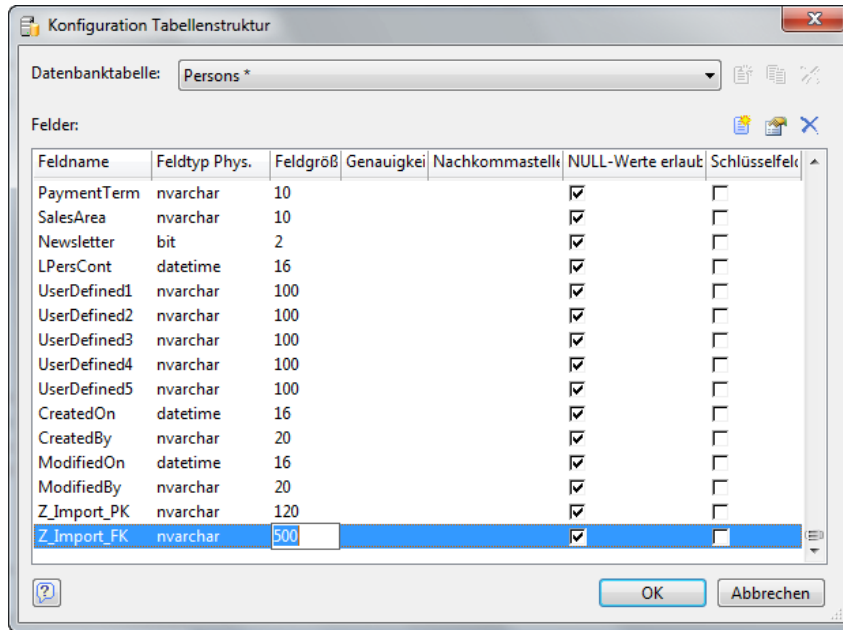 Konfiguration Tabellenstruktur
Datenbanktabelle: Persons *
Felder:
Feldname Feldtyp Phys. Feldgröß Genauigkei Nachkommastelle NULL-Werte erlaub Schlüsselfeld
PaymentTerm nvarchar 10
SalesArea nvarchar 10
Newsletter bit 2
LPersCont datetime 16
UserDefined1 nvarchar 100
UserDefined2 nvarchar 100
UserDefined3 nvarchar 100
UserDefined4 nvarchar 100
UserDefined5 nvarchar 100
CreatedOn datetime 16
CreatedBy nvarchar 20
ModifiedOn datetime 16
ModifiedBy nvarchar 20
Z_Import_PK nvarchar 120
Z_Import_FK nvarchar 500
OK Abbrechen